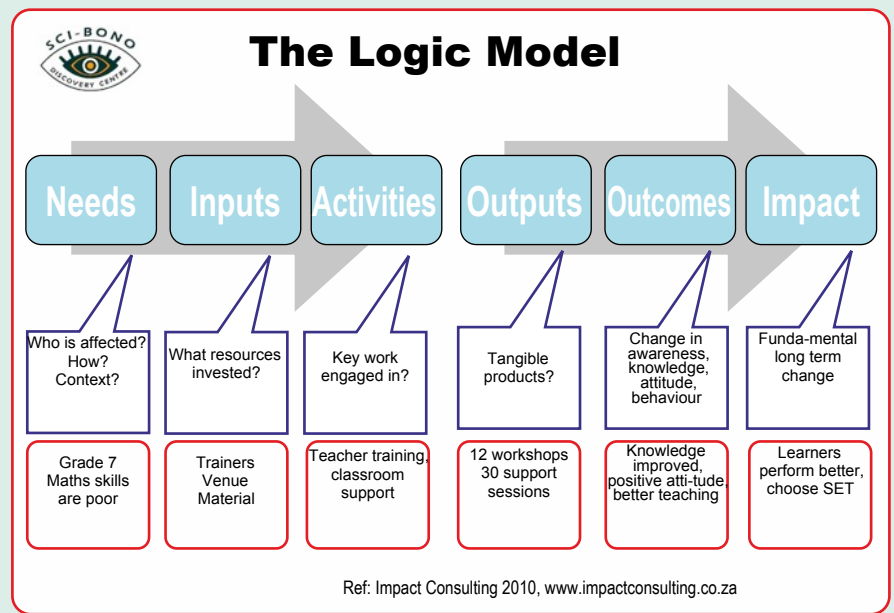 SCI-BONO
DISCOVERY CENTRE
The Logic Model
Needs
Inputs
Activities
Outputs
Outcomes
Impact
Who is affected?
How?
Context?
What resources
invested?
Key work
engaged in?
Tangible
products?
Change in
awareness,
knowledge,
attitude,
behaviour
Funda-mental
long term
change
Grade 7
Maths skills
are poor
Trainers
Venue
Material
Teacher training,
classroom
support
12 workshops
30 support
sessions
Knowledge
improved,
positive atti-tude,
better teaching
Learners
perform better,
choose SET
Ref: Impact Consulting 2010, www.impactconsulting.co.za